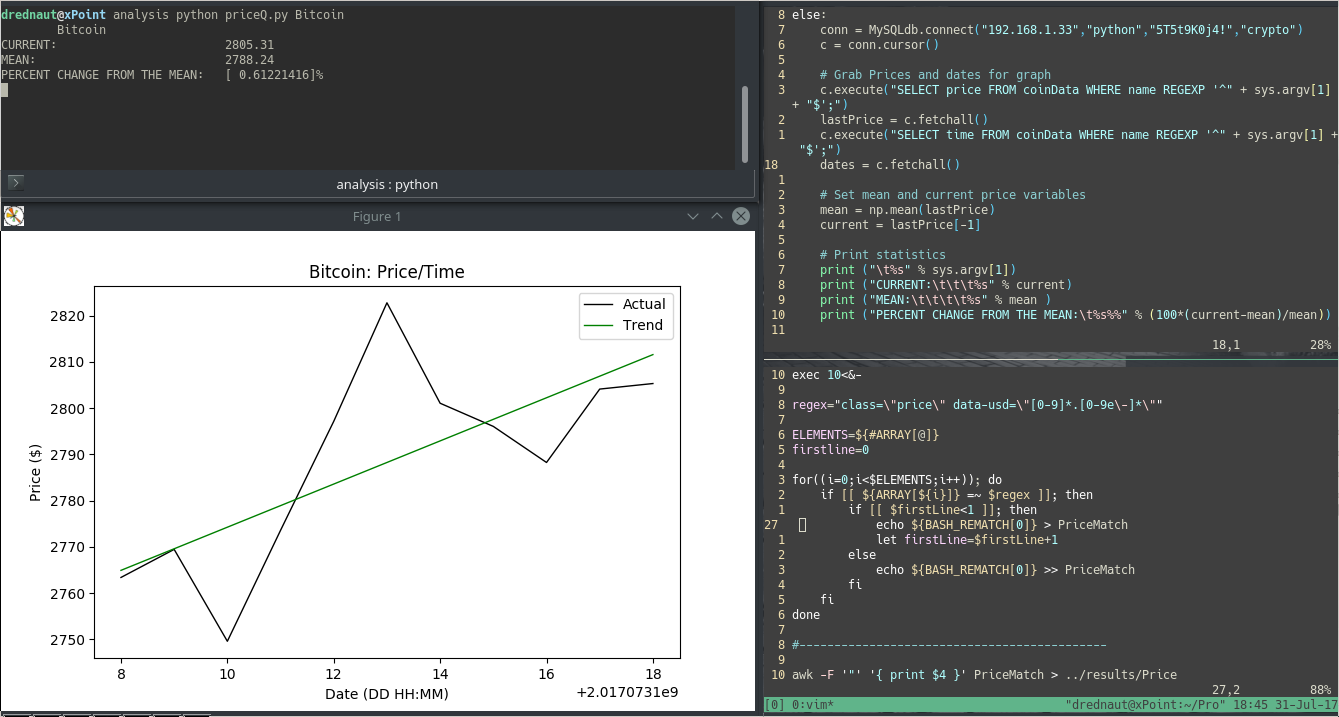 drednaut@xPoint analysis python priceQ.py Bitcoin
Bitcoin
CURRENT: 2805.31
MEAN: 2788.24
PERCENT CHANGE FROM THE MEAN: [ 0.61221416]%
analysis : python
Figure 1
Bitcoin: Price/Time
Actual
Trend
2820
2810
2800
2790
2780
2770
2760
2750
Price ($)
8 10 12 14 16 18
Date (DD HH:MM)
+2.0170731e9
8 else:
7 conn = MySQLdb.connect("192.168.1.33","python","5T5t9K0j4!","crypto")
6 c = conn.cursor()
5
4 # Grab Prices and dates for graph
3 c.execute("SELECT price FROM coinData WHERE name REGEXP '^" + sys.argv[1]
+ "$';")
2 lastPrice = c.fetchall()
1 c.execute("SELECT time FROM coinData WHERE name REGEXP '^" + sys.argv[1] +
"$';")
18 dates = c.fetchall()
1
2 # Set mean and current price variables
3 mean = np.mean(lastPrice)
4 current = lastPrice[-1]
5
6 # Print statistics
7 print ("\t%s" % sys.argv[1])
8 print ("CURRENT:\t\t\t%s" % current)
9 print ("MEAN:\t\t\t\t%s" % mean )
10 print ("PERCENT CHANGE FROM THE MEAN:\t%s%%" % (100*(current-mean)/mean))
11
18,1 28%
10 exec 10<&-
9
8 regex="class=\"price\" data-usd=\"[0-9]*.[0-9e\-]*\""
7
6 ELEMENTS=${#ARRAY[@]}
5 firstline=0
4
3 for((i=0;i<$ELEMENTS;i++)); do
2 if [[ ${ARRAY[${i}]} =~ $regex ]]; then
1 if [[ $firstLine<1 ]]; then
27 echo ${BASH_REMATCH[0]} > PriceMatch
1 let firstLine=$firstLine+1
2 else
3 echo ${BASH_REMATCH[0]} >> PriceMatch
4 fi
5 fi
6 done
7
8 #--------------------------------------------
9
10 awk -F '"' '{ print $4 }' PriceMatch > ../results/Price
27,2 88%
[0] 0:vim* "drednaut@xPoint:~/Pro" 18:45 31-Jul-17